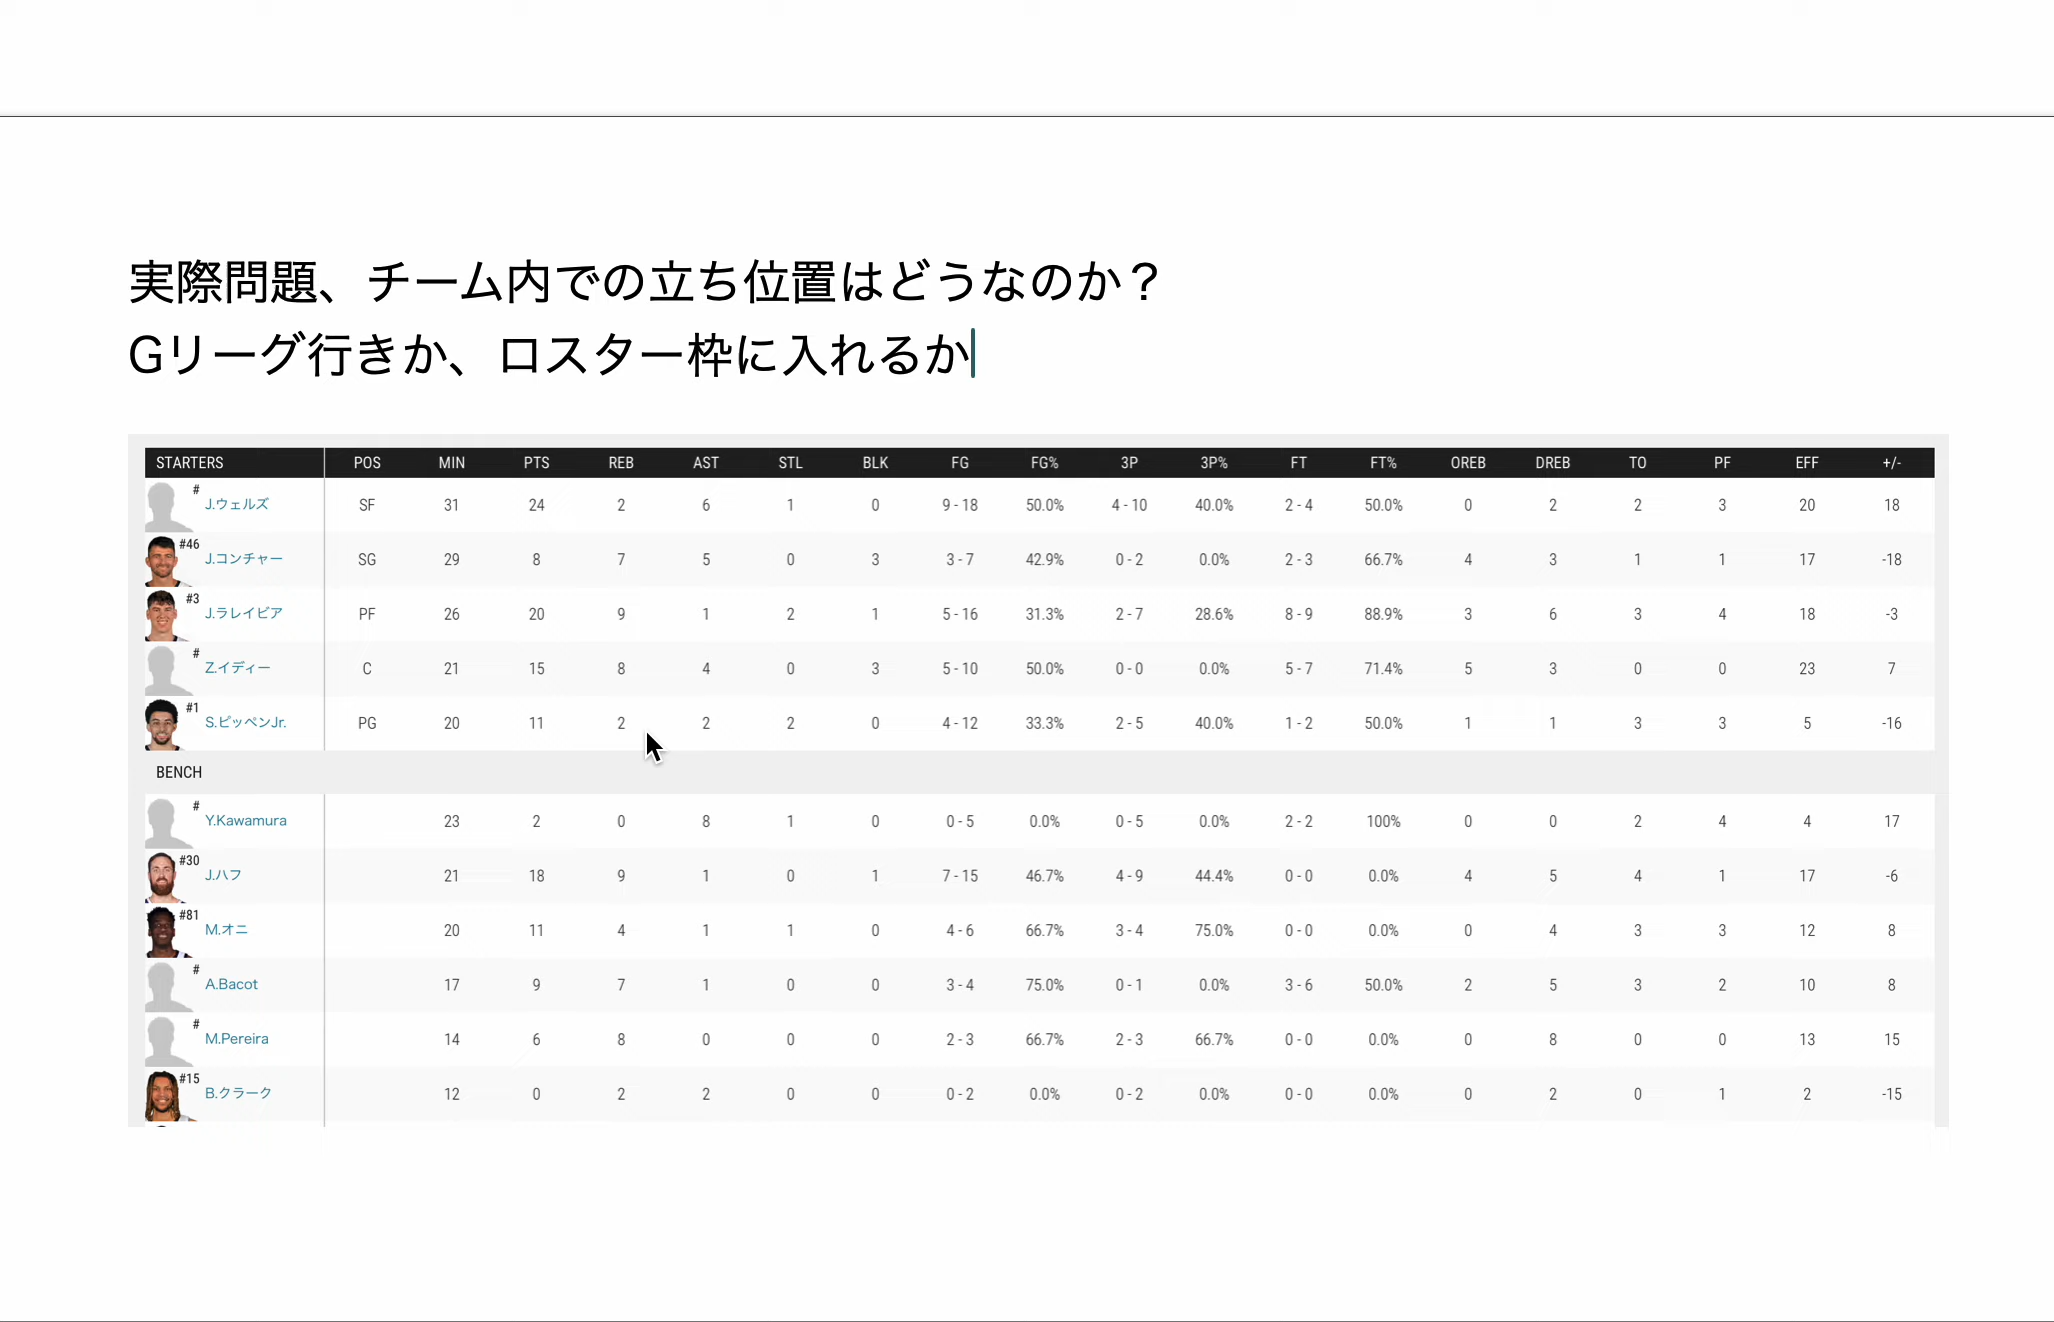 実際問題、チーム内での立ち位置はどうなのか？
Gリーグ行きか、ロスター枠に入れるか
STARTERS POS MIN PTS REB AST STL BLK FG FG% 3P 3P% FT FT% OREB DREB TO PF EFF +/-
# J.ウェルズ SF 31 24 2 6 1 0 9 - 18 50.0% 4 - 10 40.0% 2 - 4 50.0% 0 2 2 3 20 18
#46 J.コンチャー SG 29 8 7 5 0 3 3 - 7 42.9% 0 - 2 0.0% 2 - 3 66.7% 4 3 1 1 17 -18
#3 J.ラレイビア PF 26 20 9 1 2 1 5 - 16 31.3% 2 - 7 28.6% 8 - 9 88.9% 3 6 3 4 18 -3
# Z.イディー C 21 15 8 4 0 3 5 - 10 50.0% 0 - 0 0.0% 5 - 7 71.4% 5 3 0 0 23 7
#1 S.ピッペンJr. PG 20 11 2 2 2 0 4 - 12 33.3% 2 - 5 40.0% 1 - 2 50.0% 1 1 3 3 5 -16
BENCH
# Y.Kawamura 23 2 0 8 1 0 0 - 5 0.0% 0 - 5 0.0% 2 - 2 100% 0 0 2 4 4 17
#30 J.ハフ 21 18 9 1 0 1 7 - 15 46.7% 4 - 9 44.4% 0 - 0 0.0% 4 5 4 1 17 -6
#81 M.オニ 20 11 4 1 1 0 4 - 6 66.7% 3 - 4 75.0% 0 - 0 0.0% 0 4 3 3 12 8
# A.Bacot 17 9 7 1 0 0 3 - 4 75.0% 0 - 1 0.0% 3 - 6 50.0% 2 5 3 2 10 8
# M.Pereira 14 6 8 0 0 0 2 - 3 66.7% 2 - 3 66.7% 0 - 0 0.0% 0 8 0 0 13 15
#15 B.クラーク 12 0 2 2 0 0 0 - 2 0.0% 0 - 2 0.0% 0 - 0 0.0% 0 2 0 1 2 -15